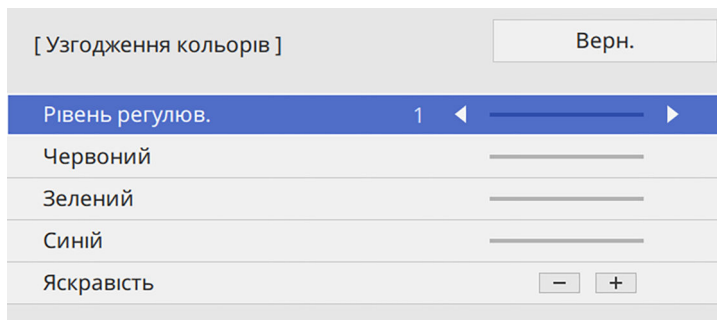 [ Узгодження кольорів ]
Верн.
Рівень регулюв. 1
Червоний
Зелений
Синій
Яскравість − +